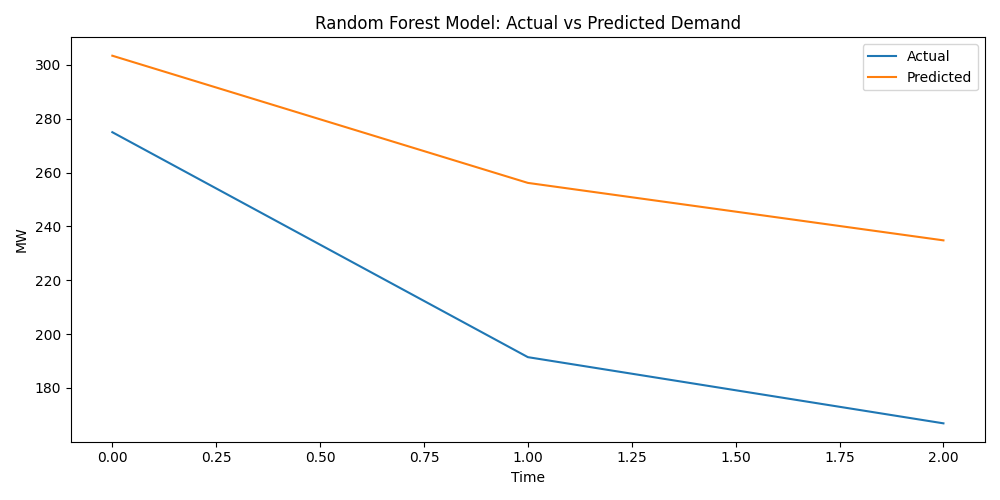 Random Forest Model: Actual vs Predicted Demand
Actual
Predicted
300
280
260
240
220
200
180
MW
0.00 0.25 0.50 0.75 1.00 1.25 1.50 1.75 2.00
Time